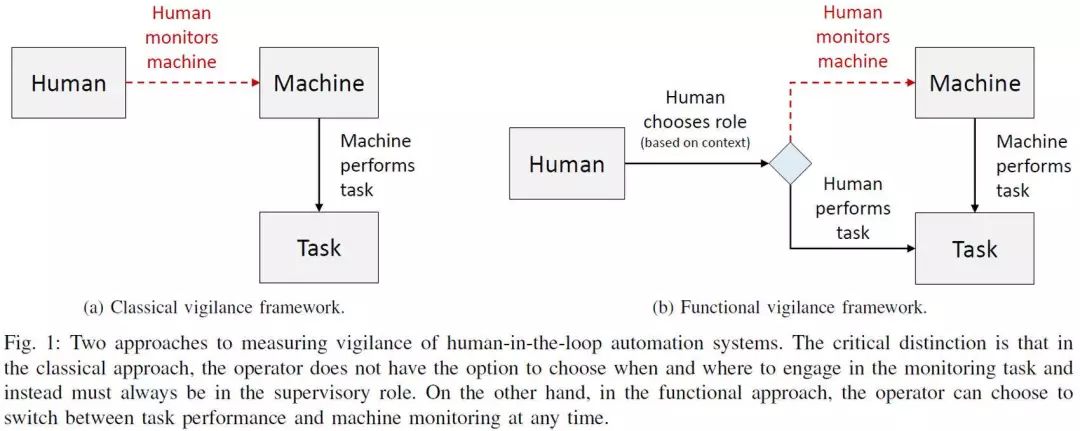 Human
monitors
machine
Human
Machine
Machine
performs
task
Task
(a) Classical vigilance framework.
Human
monitors
machine
Human
chooses role
(based on context)
Human
Machine
Machine
performs
task
Human
performs
task
Task
(b) Functional vigilance framework.
Fig. 1: Two approaches to measuring vigilance of human-in-the-loop automation systems. The critical distinction is that in
the classical approach, the operator does not have the option to choose when and where to engage in the monitoring task and
instead must always be in the supervisory role. On the other hand, in the functional approach, the operator can choose to
switch between task performance and machine monitoring at any time.